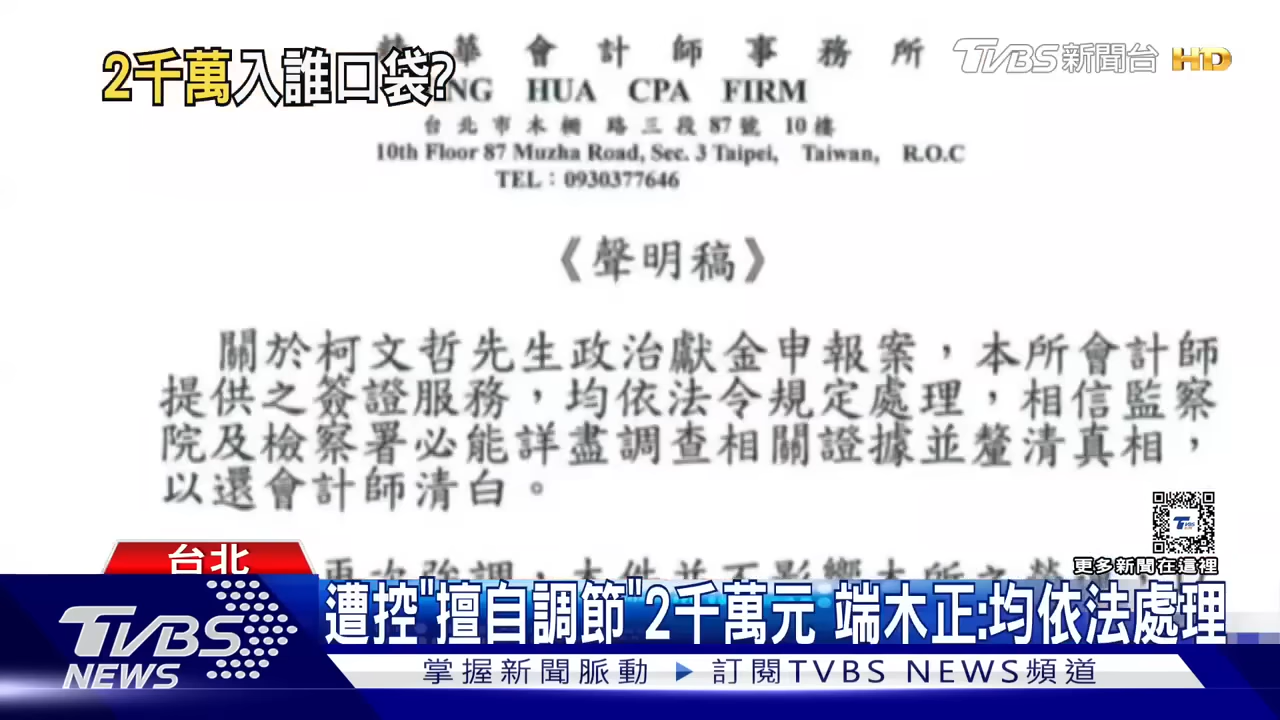 2千萬入誰口袋?
華會計師事務所
TVBS新聞台 HD
NG HUA CPA FIRM
台北市木柵路三段87號 10樓
10th Floor 87 Muzha Road, Sec. 3 Taipei, Taiwan, R.O.C
TEL：0930377646
《聲明稿》
關於柯文哲先生政治獻金申報案，本所會計師
提供之簽證服務，均依法令規定處理，相信監察
院及檢察署必能詳盡調查相關證據並釐清真相，
以還會計師清白。
TVBS
更多新聞在這裡
台北
遭控"擅自調節"2千萬元 端木正:均依法處理
TVBS NEWS
掌握新聞脈動 ▶ 訂閱TVBS NEWS頻道